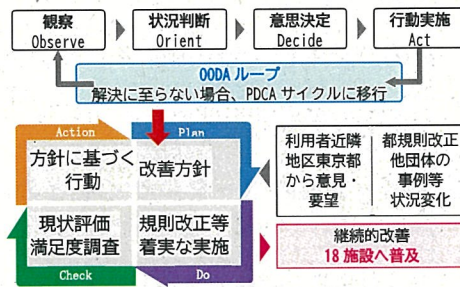 観察
Observe
状況判断
Orient
意思決定
Decide
行動実施
Act
OODA ループ
解決に至らない場合、PDCA サイクルに移行
Action
Plan
方針に基づく
行動
改善方針
現状評価
満足度調査
規則改正等
着実な実施
Check
Do
利用者近隣
地区東京都
から意見・
要望
都規則改正
他団体の
事例等
状況変化
継続的改善
18 施設へ普及